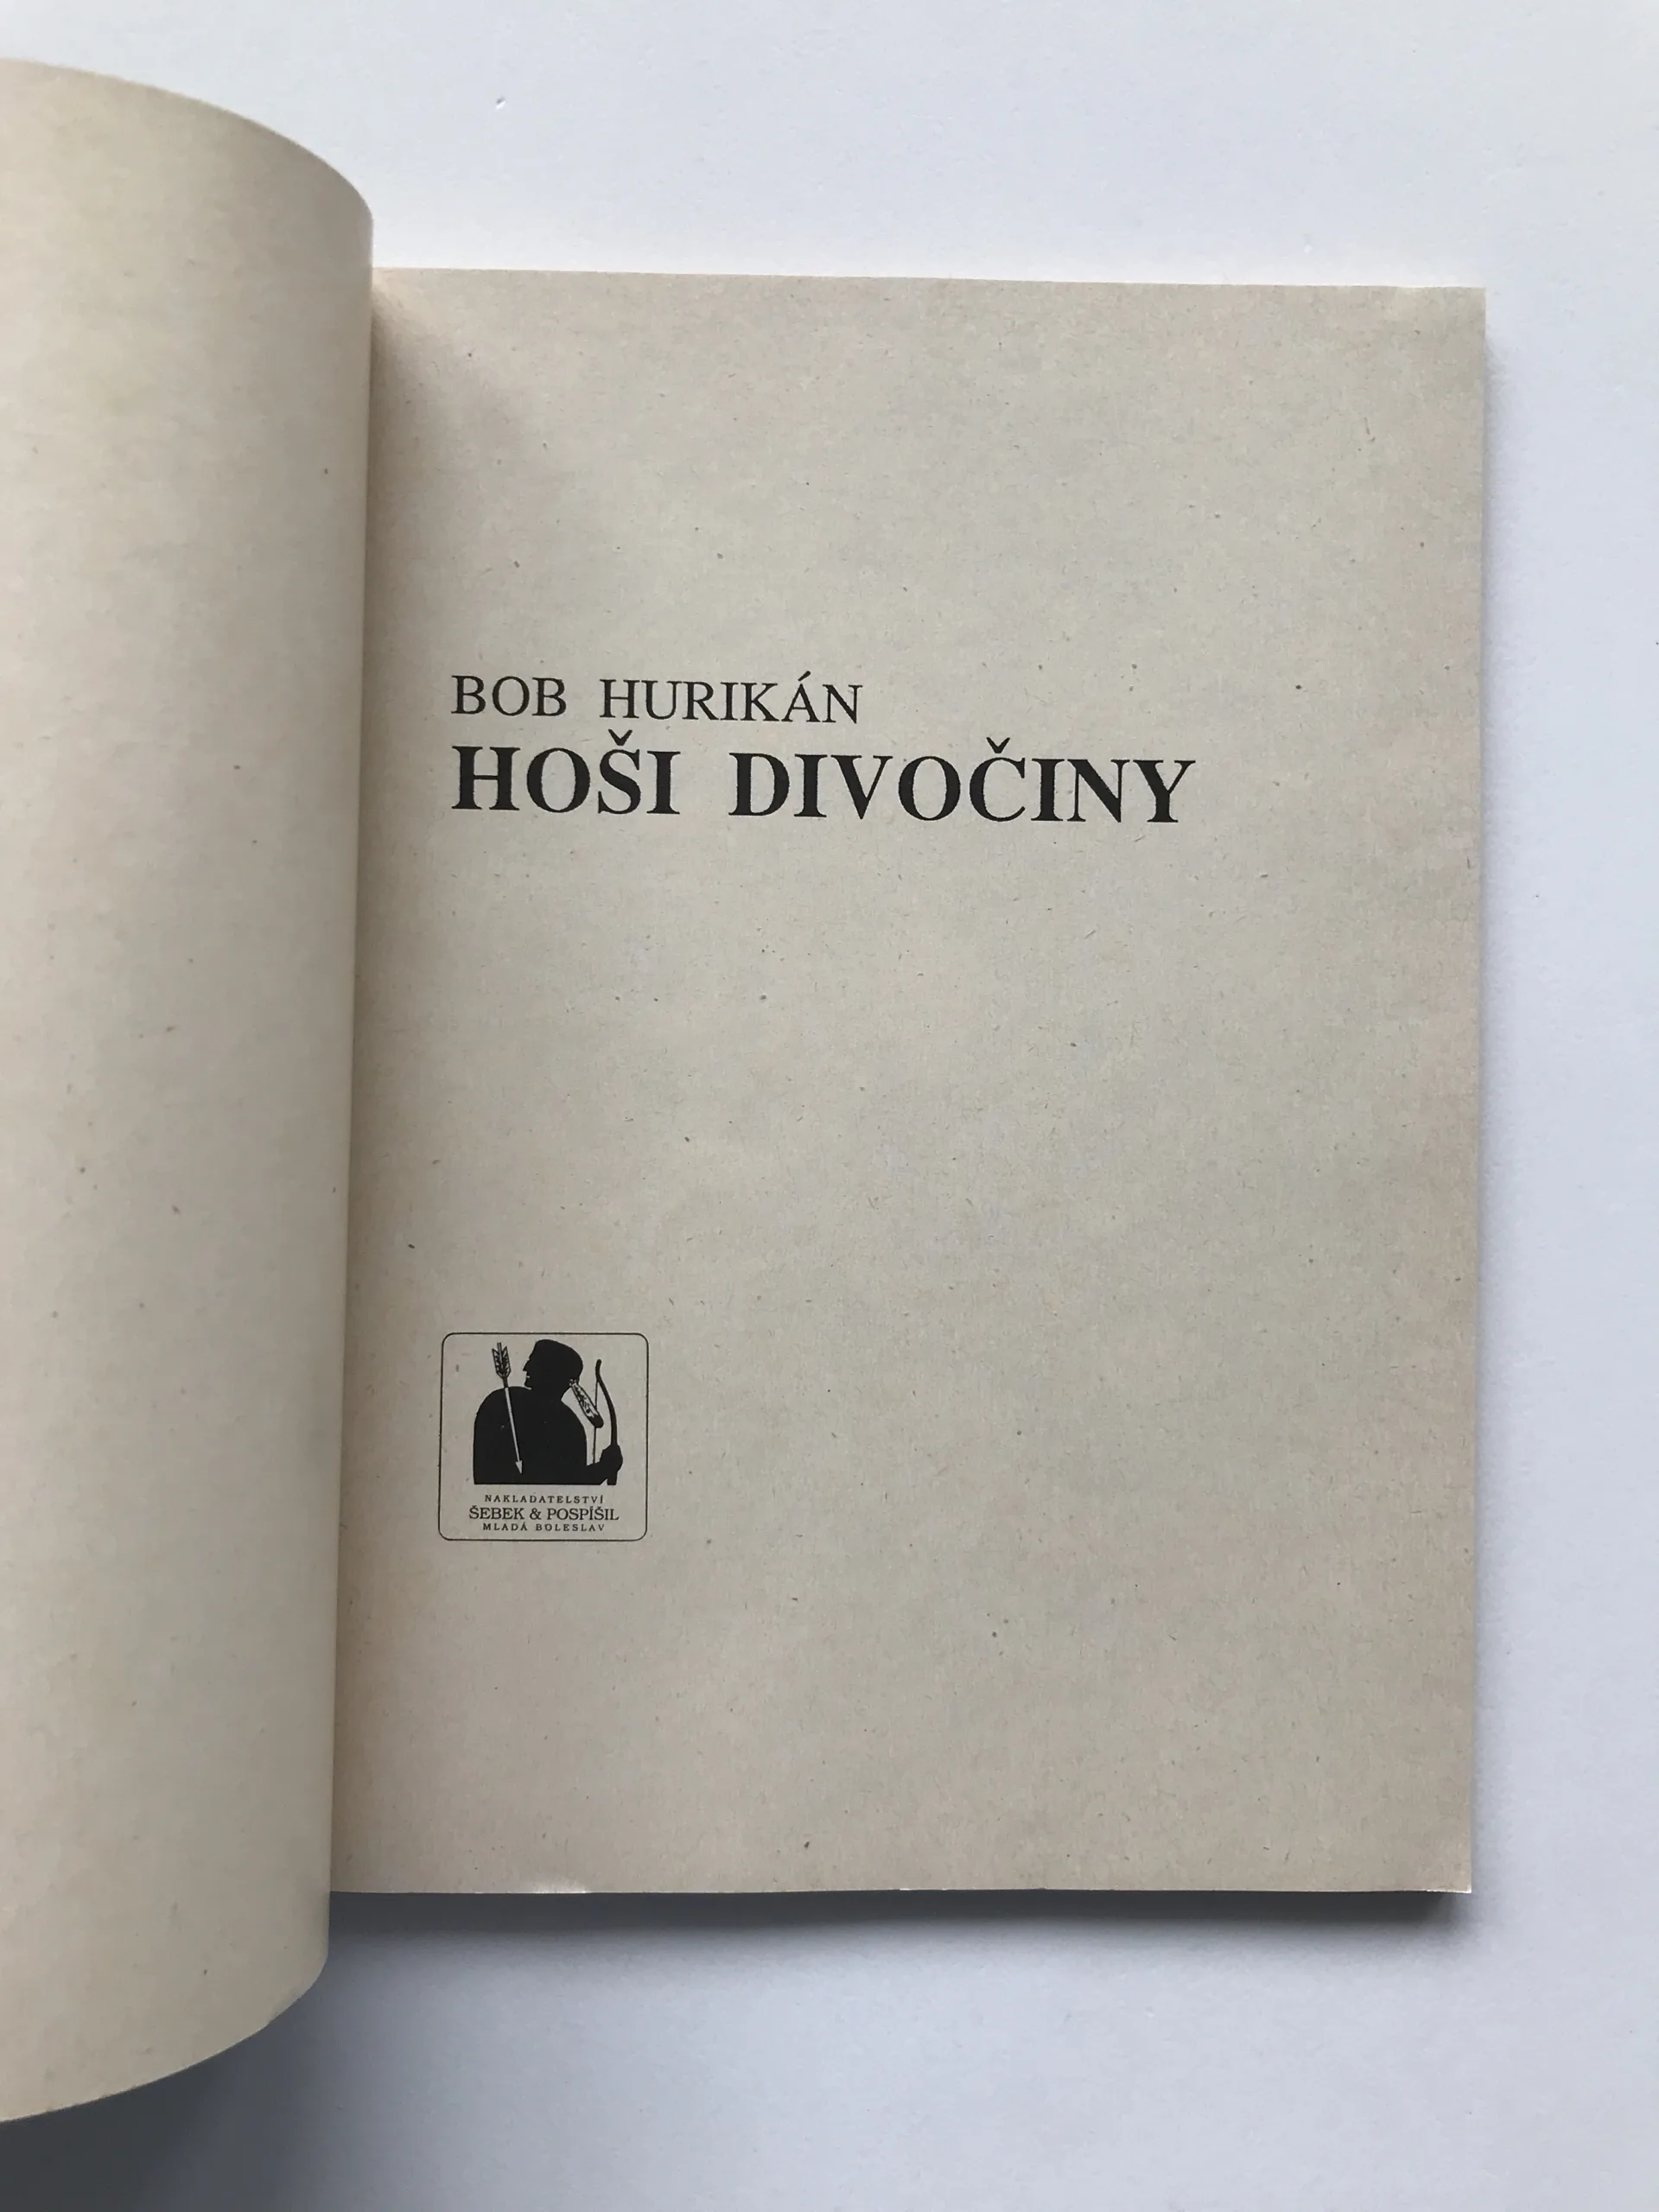 BOB HURIKÁN
HOŠI DIVOČINY
NAKLADATELSTVÍ
ŠEBEK & POSPÍŠIL
MLADÁ BOLESLAV